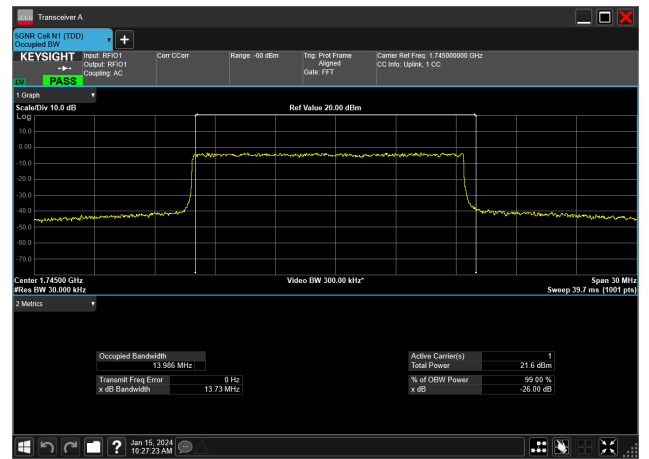 Transceiver A
5GNR Cell N1 (TDD)
Occupied BW
KEYSIGHT
LW PASS
Input: RFIO1
Output: RFIO1
Coupling: AC
Corr CCorr
Range: -60 dBm
Trig: Prot Frame
Aligned
Gate: FFT
Carrier Ref Freq: 1.745000000 GHz
CC Info: Uplink, 1 CC
1 Graph
Scale/Div 10.0 dB
Ref Value 20.00 dBm
Log
10.0
0.00
-10.0
-20.0
-30.0
-40.0
-50.0
-60.0
-70.0
Center 1.74500 GHz
Video BW 300.00 kHz*
Span 30 MHz
#Res BW 30.000 kHz
Sweep 39.7 ms (1001 pts)
2 Metrics
Occupied Bandwidth
13.986 MHz
Active Carrier(s) 1
Total Power 21.6 dBm
Transmit Freq Error 0 Hz
x dB Bandwidth 13.73 MHz
% of OBW Power 99.00 %
x dB -26.00 dB
Jan 15, 2024
10:27:23 AM